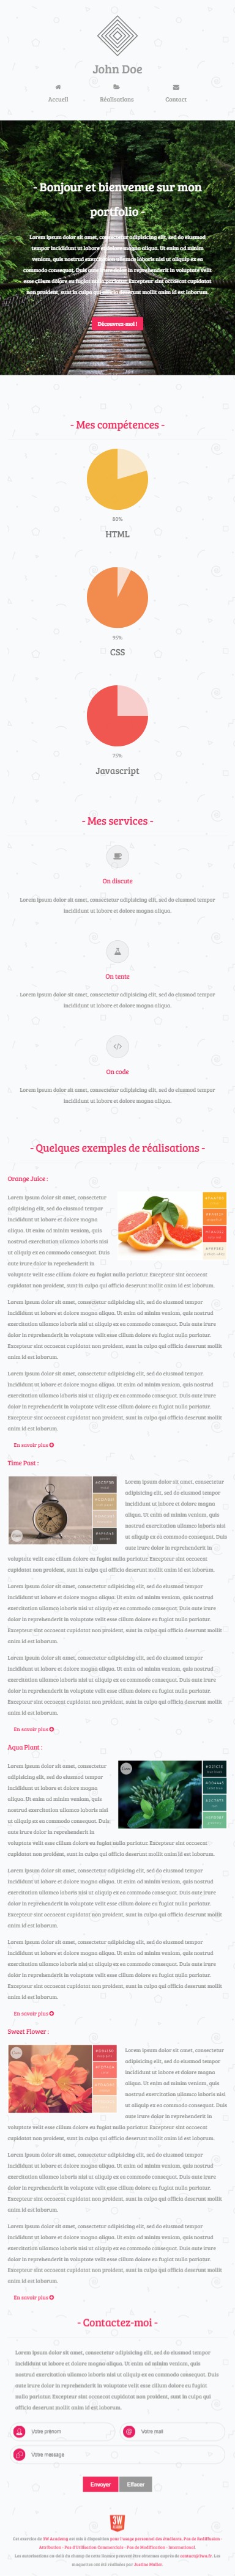 John Doe
Accueil Réalisations Contact
- Bonjour et bienvenue sur mon
portfolio -
Lorem ipsum dolor sit amet, consectetur adipisicing elit, sed do eiusmod
tempor incididunt ut labore et dolore magna aliqua. Ut enim ad minim
veniam, quis nostrud exercitation ullamco laboris nisi ut aliquip ex ea
commodo consequat. Duis aute irure dolor in reprehenderit in voluptate velit
esse cillum dolore eu fugiat nulla pariatur. Excepteur sint occaecat cupidatat
non proident, sunt in culpa qui officia deserunt mollit anim id est laborum.
Découvrez-moi !
- Mes compétences -
80%
HTML
95%
CSS
75%
Javascript
- Mes services -
On discute
Lorem ipsum dolor sit amet, consectetur adipisicing elit, sed do eiusmod tempor
incididunt ut labore et dolore magna aliqua.
On tente
Lorem ipsum dolor sit amet, consectetur adipisicing elit, sed do eiusmod tempor
incididunt ut labore et dolore magna aliqua.
On code
Lorem ipsum dolor sit amet, consectetur adipisicing elit, sed do eiusmod tempor
incididunt ut labore et dolore magna aliqua.
- Quelques exemples de réalisations -
Orange Juice :
Lorem ipsum dolor sit amet, consectetur
adipisicing elit, sed do eiusmod tempor
incididunt ut labore et dolore magna
aliqua. Ut enim ad minim veniam, quis
nostrud exercitation ullamco laboris nisi
ut aliquip ex ea commodo consequat. Duis
aute irure dolor in reprehenderit in
voluptate velit esse cillum dolore eu fugiat nulla pariatur. Excepteur sint occaecat
cupidatat non proident, sunt in culpa qui officia deserunt mollit anim id est laborum.
Lorem ipsum dolor sit amet, consectetur adipisicing elit, sed do eiusmod tempor
incididunt ut labore et dolore magna aliqua. Ut enim ad minim veniam, quis nostrud
exercitation ullamco laboris nisi ut aliquip ex ea commodo consequat. Duis aute irure
dolor in reprehenderit in voluptate velit esse cillum dolore eu fugiat nulla pariatur.
Excepteur sint occaecat cupidatat non proident, sunt in culpa qui officia deserunt mollit
anim id est laborum.
Lorem ipsum dolor sit amet, consectetur adipisicing elit, sed do eiusmod tempor
incididunt ut labore et dolore magna aliqua. Ut enim ad minim veniam, quis nostrud
exercitation ullamco laboris nisi ut aliquip ex ea commodo consequat. Duis aute irure
dolor in reprehenderit in voluptate velit esse cillum dolore eu fugiat nulla pariatur.
Excepteur sint occaecat cupidatat non proident, sunt in culpa qui officia deserunt mollit
anim id est laborum.
En savoir plus
Time Past :
Lorem ipsum dolor sit amet, consectetur
adipisicing elit, sed do eiusmod tempor
incididunt ut labore et dolore magna
aliqua. Ut enim ad minim veniam, quis
nostrud exercitation ullamco laboris nisi
ut aliquip ex ea commodo consequat. Duis
aute irure dolor in reprehenderit in
voluptate velit esse cillum dolore eu fugiat nulla pariatur. Excepteur sint occaecat
cupidatat non proident, sunt in culpa qui officia deserunt mollit anim id est laborum.
Lorem ipsum dolor sit amet, consectetur adipisicing elit, sed do eiusmod tempor
incididunt ut labore et dolore magna aliqua. Ut enim ad minim veniam, quis nostrud
exercitation ullamco laboris nisi ut aliquip ex ea commodo consequat. Duis aute irure
dolor in reprehenderit in voluptate velit esse cillum dolore eu fugiat nulla pariatur.
Excepteur sint occaecat cupidatat non proident, sunt in culpa qui officia deserunt mollit
anim id est laborum.
Lorem ipsum dolor sit amet, consectetur adipisicing elit, sed do eiusmod tempor
incididunt ut labore et dolore magna aliqua. Ut enim ad minim veniam, quis nostrud
exercitation ullamco laboris nisi ut aliquip ex ea commodo consequat. Duis aute irure
dolor in reprehenderit in voluptate velit esse cillum dolore eu fugiat nulla pariatur.
Excepteur sint occaecat cupidatat non proident, sunt in culpa qui officia deserunt mollit
anim id est laborum.
En savoir plus
Aqua Plant :
Lorem ipsum dolor sit amet, consectetur
adipisicing elit, sed do eiusmod tempor
incididunt ut labore et dolore magna
aliqua. Ut enim ad minim veniam, quis
nostrud exercitation ullamco laboris nisi
ut aliquip ex ea commodo consequat. Duis
aute irure dolor in reprehenderit in
voluptate velit esse cillum dolore eu fugiat nulla pariatur. Excepteur sint occaecat
cupidatat non proident, sunt in culpa qui officia deserunt mollit anim id est laborum.
Lorem ipsum dolor sit amet, consectetur adipisicing elit, sed do eiusmod tempor
incididunt ut labore et dolore magna aliqua. Ut enim ad minim veniam, quis nostrud
exercitation ullamco laboris nisi ut aliquip ex ea commodo consequat. Duis aute irure
dolor in reprehenderit in voluptate velit esse cillum dolore eu fugiat nulla pariatur.
Excepteur sint occaecat cupidatat non proident, sunt in culpa qui officia deserunt mollit
anim id est laborum.
Lorem ipsum dolor sit amet, consectetur adipisicing elit, sed do eiusmod tempor
incididunt ut labore et dolore magna aliqua. Ut enim ad minim veniam, quis nostrud
exercitation ullamco laboris nisi ut aliquip ex ea commodo consequat. Duis aute irure
dolor in reprehenderit in voluptate velit esse cillum dolore eu fugiat nulla pariatur.
Excepteur sint occaecat cupidatat non proident, sunt in culpa qui officia deserunt mollit
anim id est laborum.
En savoir plus
Sweet Flower :
Lorem ipsum dolor sit amet, consectetur
adipisicing elit, sed do eiusmod tempor
incididunt ut labore et dolore magna
aliqua. Ut enim ad minim veniam, quis
nostrud exercitation ullamco laboris nisi
ut aliquip ex ea commodo consequat. Duis
aute irure dolor in reprehenderit in
voluptate velit esse cillum dolore eu fugiat nulla pariatur. Excepteur sint occaecat
cupidatat non proident, sunt in culpa qui officia deserunt mollit anim id est laborum.
Lorem ipsum dolor sit amet, consectetur adipisicing elit, sed do eiusmod tempor
incididunt ut labore et dolore magna aliqua. Ut enim ad minim veniam, quis nostrud
exercitation ullamco laboris nisi ut aliquip ex ea commodo consequat. Duis aute irure
dolor in reprehenderit in voluptate velit esse cillum dolore eu fugiat nulla pariatur.
Excepteur sint occaecat cupidatat non proident, sunt in culpa qui officia deserunt mollit
anim id est laborum.
Lorem ipsum dolor sit amet, consectetur adipisicing elit, sed do eiusmod tempor
incididunt ut labore et dolore magna aliqua. Ut enim ad minim veniam, quis nostrud
exercitation ullamco laboris nisi ut aliquip ex ea commodo consequat. Duis aute irure
dolor in reprehenderit in voluptate velit esse cillum dolore eu fugiat nulla pariatur.
Excepteur sint occaecat cupidatat non proident, sunt in culpa qui officia deserunt mollit
anim id est laborum.
En savoir plus
- Contactez-moi -
Lorem ipsum dolor sit amet, consectetur adipisicing elit, sed do eiusmod tempor
incididunt ut labore et dolore magna aliqua. Ut enim ad minim veniam, quis
nostrud exercitation ullamco laboris nisi ut aliquip ex ea commodo consequat. Duis
aute irure dolor in reprehenderit in voluptate velit esse cillum dolore eu fugiat
nulla pariatur. Excepteur sint occaecat cupidatat non proident, sunt in culpa qui
officia deserunt mollit anim id est laborum.
Votre prénom Votre mail
Votre message
Envoyer Effacer
3W
Cet exercice de 3W Academy est mis à disposition pour l'usage personnel des étudiants. Pas de Rediffusion -
Attribution - Pas d'Utilisation Commerciale - Pas de Modification - International.
Les autorisations au-delà du champ de cette licence peuvent être obtenues auprès de contact@3wa.fr. Les
maquettes ont été réalisées par